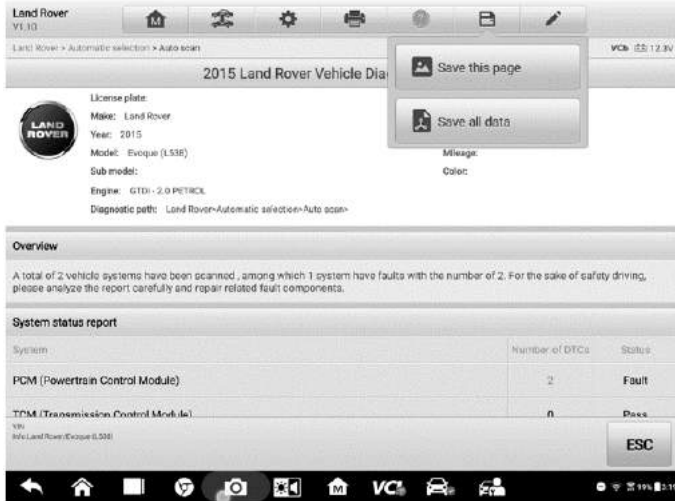 Land Rover
V1.10
Land Rover > Automatic selection > Auto scan
VCI: 12.3V
Save this page
Save all data
2015 Land Rover Vehicle Dia
License plate:
LAND ROVER
Make: Land Rover
Year: 2015
Model: Evoque (L538)
Mileage:
Sub model:
Color:
Engine: GTDI - 2.0 PETROL
Diagnostic path: Land Rover>Automatic selection>Auto scan>
Overview
A total of 2 vehicle systems have been scanned , among which 1 system have faults with the number of 2. For the sake of safety driving,
please analyze the report carefully and repair related fault components.
System status report
System Number of DTCs Status
PCM (Powertrain Control Module) 2 Fault
TCM (Transmission Control Module) 0 Pass
VIN
Info:Land Rover/Evoque (L538)
ESC
M VCI